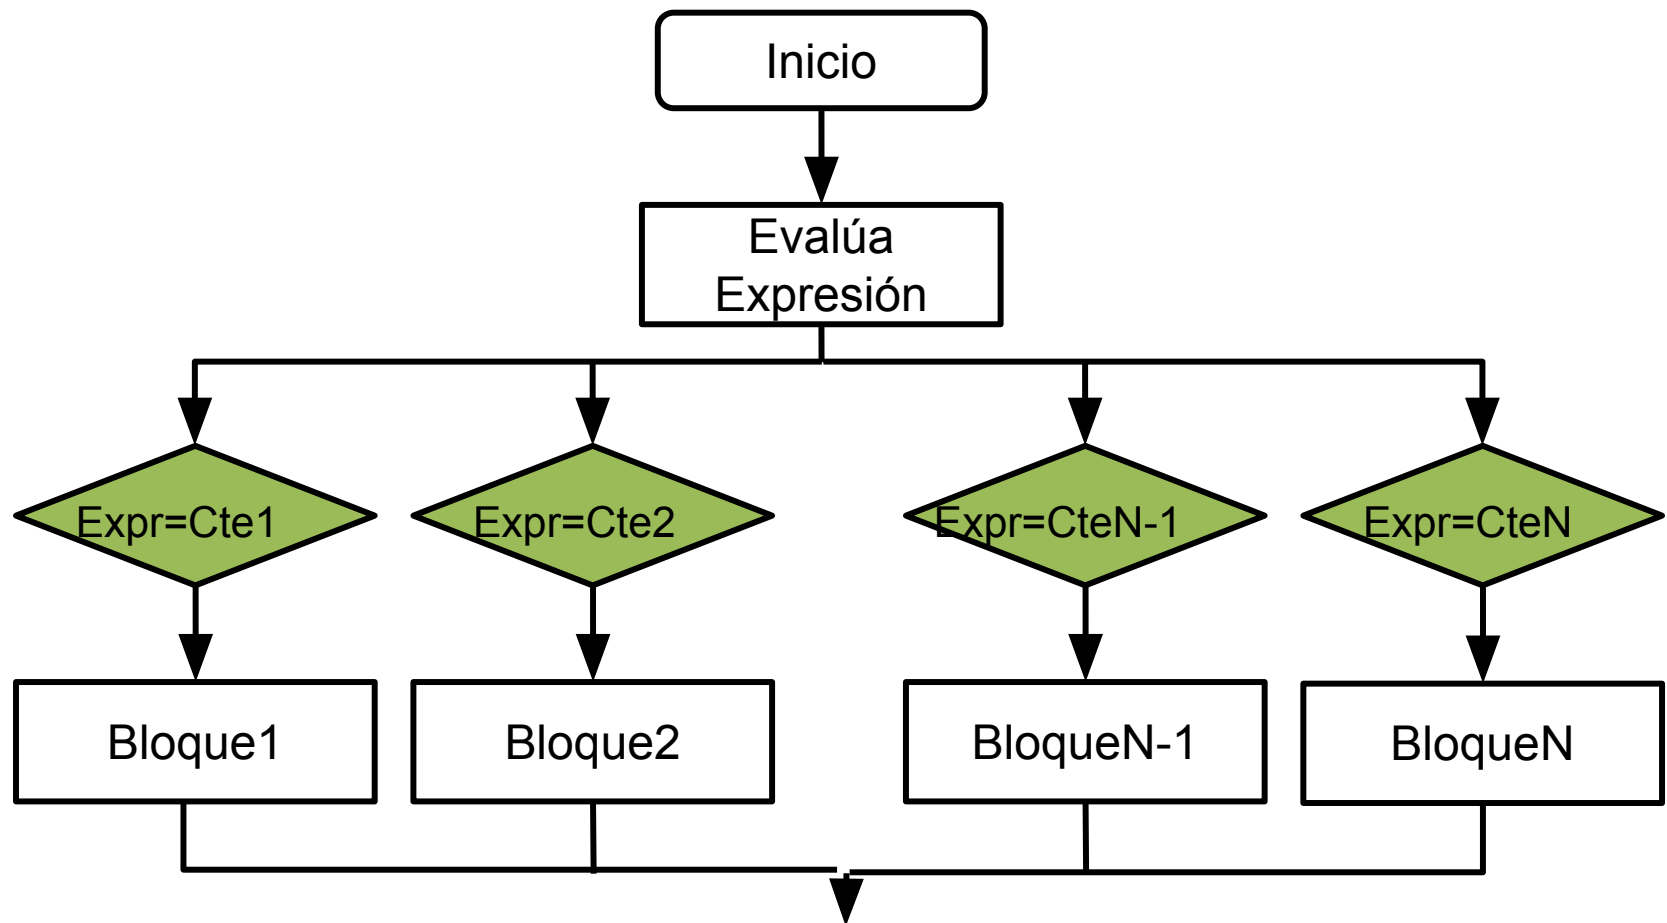 Inicio
Evalúa
Expresión
Expr=Cte1
Expr=Cte2
Expr=CteN-1
Expr=CteN
Bloque1
Bloque2
BloqueN-1
BloqueN